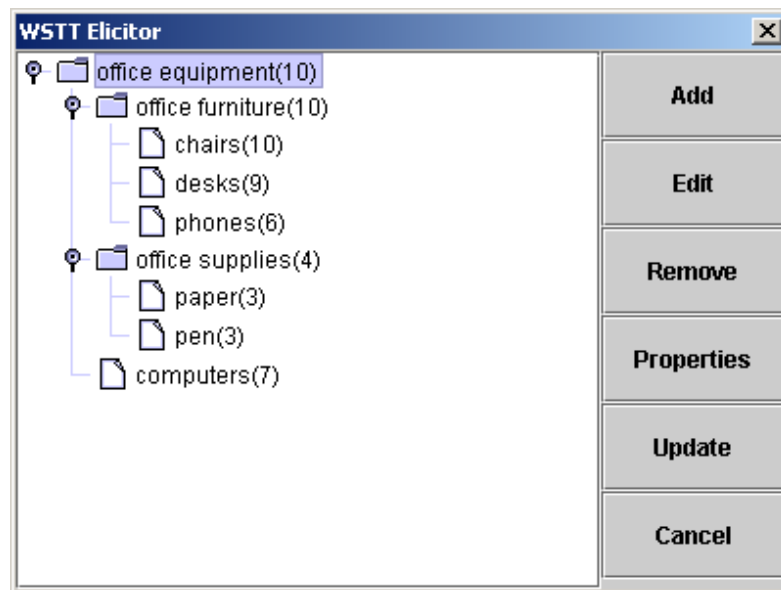 WSTT Elicitor
office equipment(10)
office furniture(10)
chairs(10)
desks(9)
phones(6)
office supplies(4)
paper(3)
pen(3)
computers(7)
Add
Edit
Remove
Properties
Update
Cancel